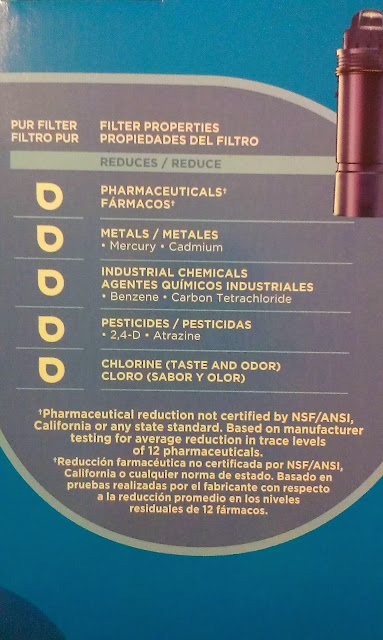 PUR FILTER
FILTRO PUR
FILTER PROPERTIES
PROPIEDADES DEL FILTRO
REDUCES / REDUCE
PHARMACEUTICALS†
FÁRMACOS†
METALS / METALES
• Mercury • Cadmium
INDUSTRIAL CHEMICALS
AGENTES QUÍMICOS INDUSTRIALES
• Benzene • Carbon Tetrachloride
PESTICIDES / PESTICIDAS
• 2,4-D • Atrazine
CHLORINE (TASTE AND ODOR)
CLORO (SABOR Y OLOR)
†Pharmaceutical reduction not certified by NSF/ANSI,
California or any state standard. Based on manufacturer
testing for average reduction in trace levels
of 12 pharmaceuticals.
†Reducción farmacéutica no certificada por NSF/ANSI,
California o cualquier norma de estado. Basado en
pruebas realizadas por el fabricante con respecto
a la reducción promedio en los niveles
residuales de 12 fármacos.